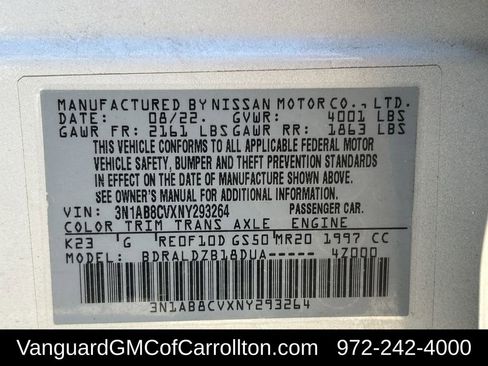 MANUFACTURED BY NISSAN MOTOR CO., LTD.
DATE: 08/22. GVWR: 4001 LBS
GAWR FR: 2161 LBS GAWR RR: 1863 LBS
THIS VEHICLE CONFORMS TO ALL APPLICABLE FEDERAL MOTOR
VEHICLE SAFETY, BUMPER AND THEFT PREVENTION STANDARDS
IN EFFECT ON THE DATE OF MANUFACTURE SHOWN ABOVE.
SEE OWNER'S MANUAL FOR ADDITIONAL INFORMATION.
VIN: 3N1AB8CVXNY293264 PASSENGER CAR.
COLOR TRIM TRANS AXLE ENGINE
K23 G RE0F10D GS50 MR20 1997 CC
MODEL: BDRALDZB18DUA- 4Z000
3N1AB8CVXNY293264
VanguardGMCofCarrollton.com 972-242-4000